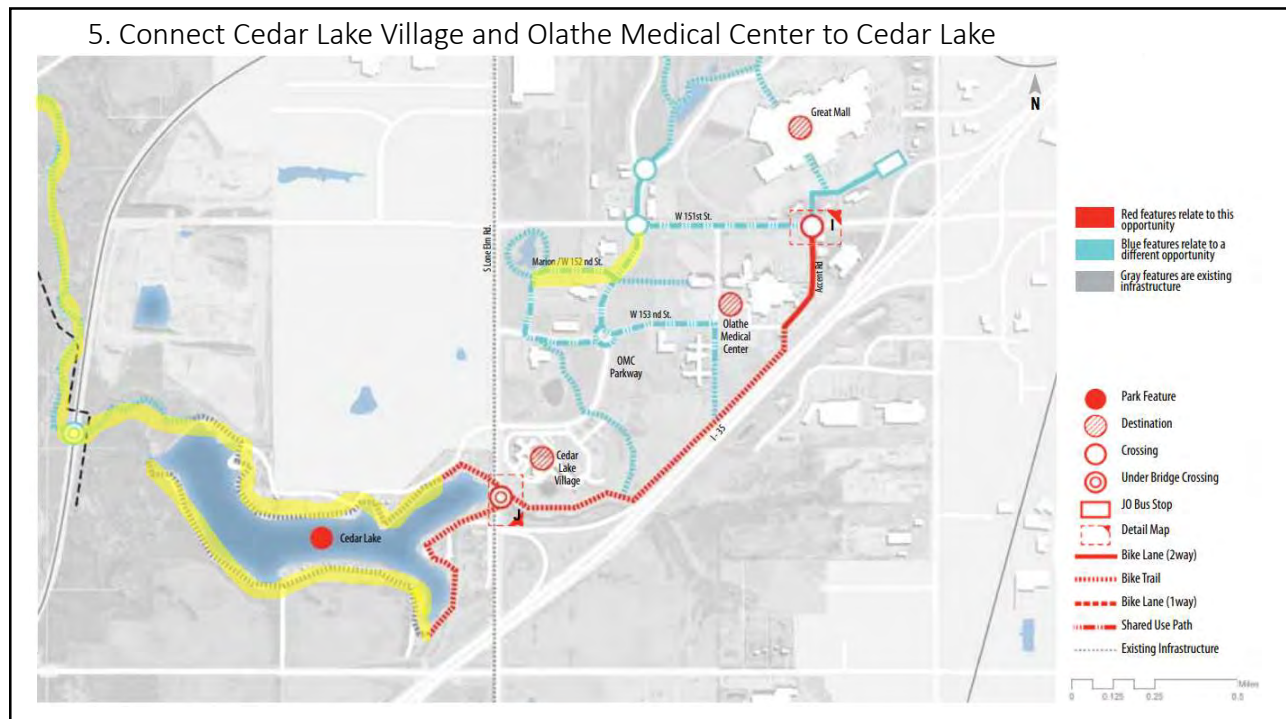 5. Connect Cedar Lake Village and Olathe Medical Center to Cedar Lake
Great Mall
N
W 151st St.
I
S Lone Elm Rd.
Marion / W 152 nd St.
Accent Rd
W 153 nd St.
Olathe
Medical
Center
OMC
Parkway
I - 35
Cedar
Lake
Village
J
Cedar Lake
Red features relate to this
opportunity
Blue features relate to a
different opportunity
Gray features are existing
infrastructure
Park Feature
Destination
Crossing
Under Bridge Crossing
JO Bus Stop
Detail Map
Bike Lane (2way)
Bike Trail
Bike Lane (1way)
Shared Use Path
Existing Infrastructure
Miles
0 0.125 0.25 0.5